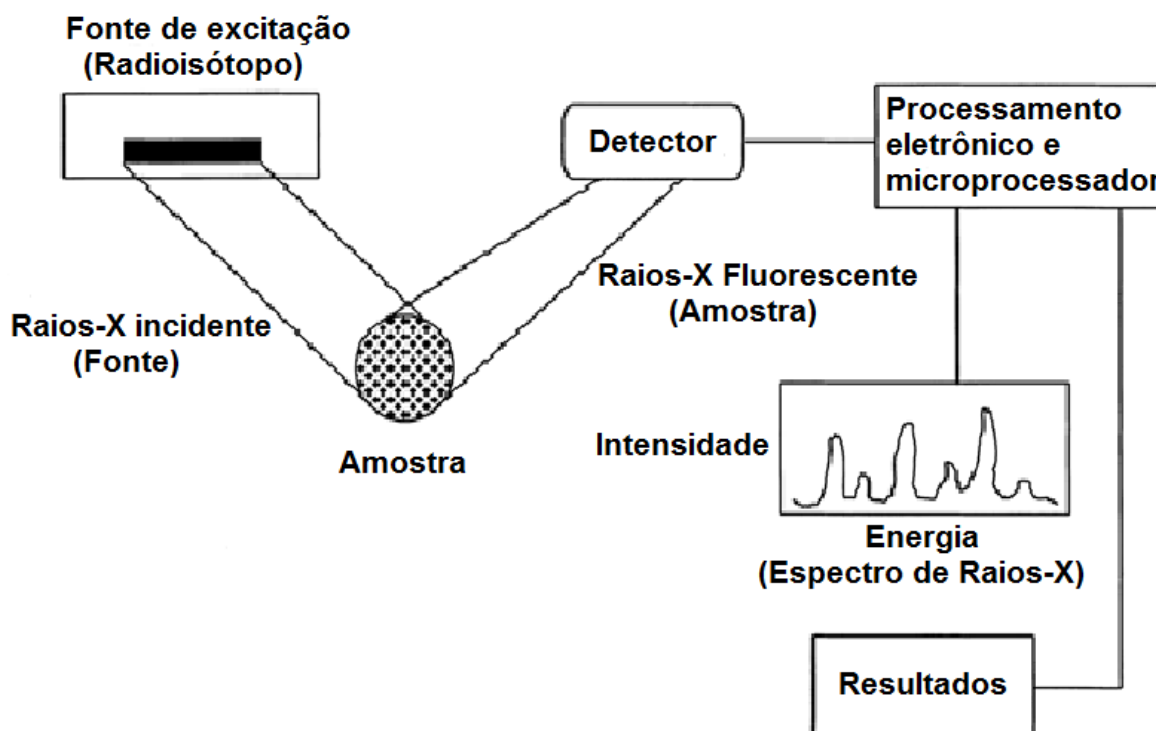 Fonte de excitação
(Radioisótopo)
Detector
Processamento
eletrônico e
microprocessador
Raios-X incidente
(Fonte)
Raios-X Fluorescente
(Amostra)
Amostra
Intensidade
Energia
(Espectro de Raios-X)
Resultados